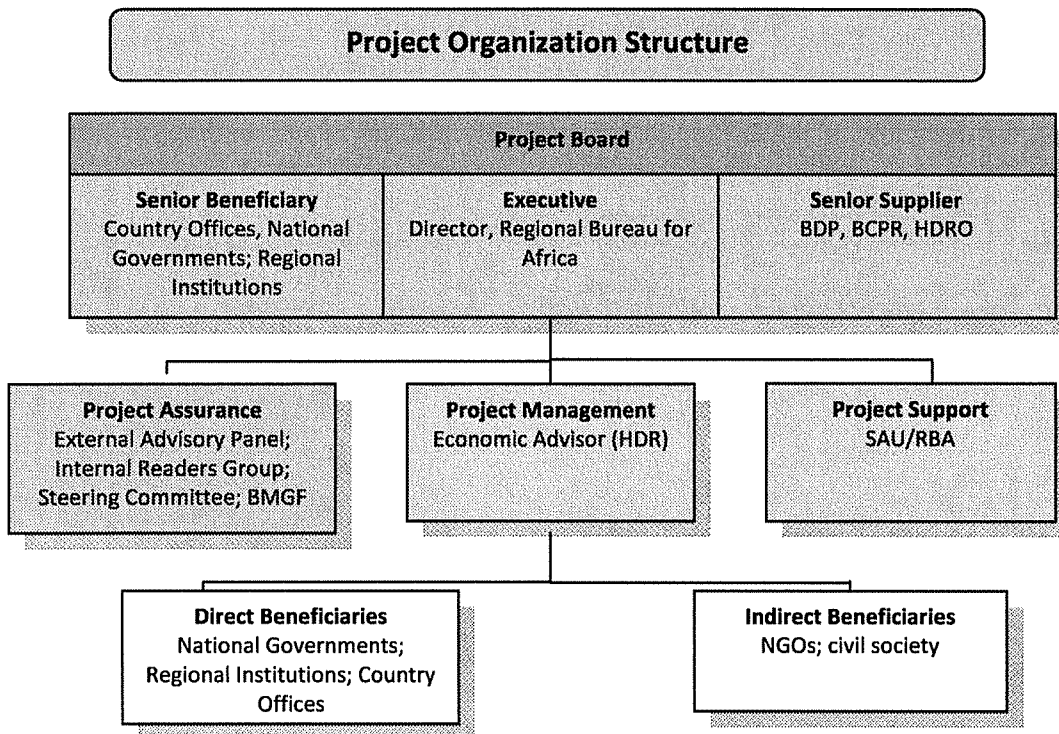 Project Organization Structure
Project Board
Senior Beneficiary
Country Offices, National
Governments; Regional
Institutions
Executive
Director, Regional Bureau for
Africa
Senior Supplier
BDP, BCPR, HDRO
Project Assurance
External Advisory Panel;
Internal Readers Group;
Steering Committee; BMGF
Project Management
Economic Advisor (HDR)
Project Support
SAU/RBA
Direct Beneficiaries
National Governments;
Regional Institutions; Country
Offices
Indirect Beneficiaries
NGOs; civil society